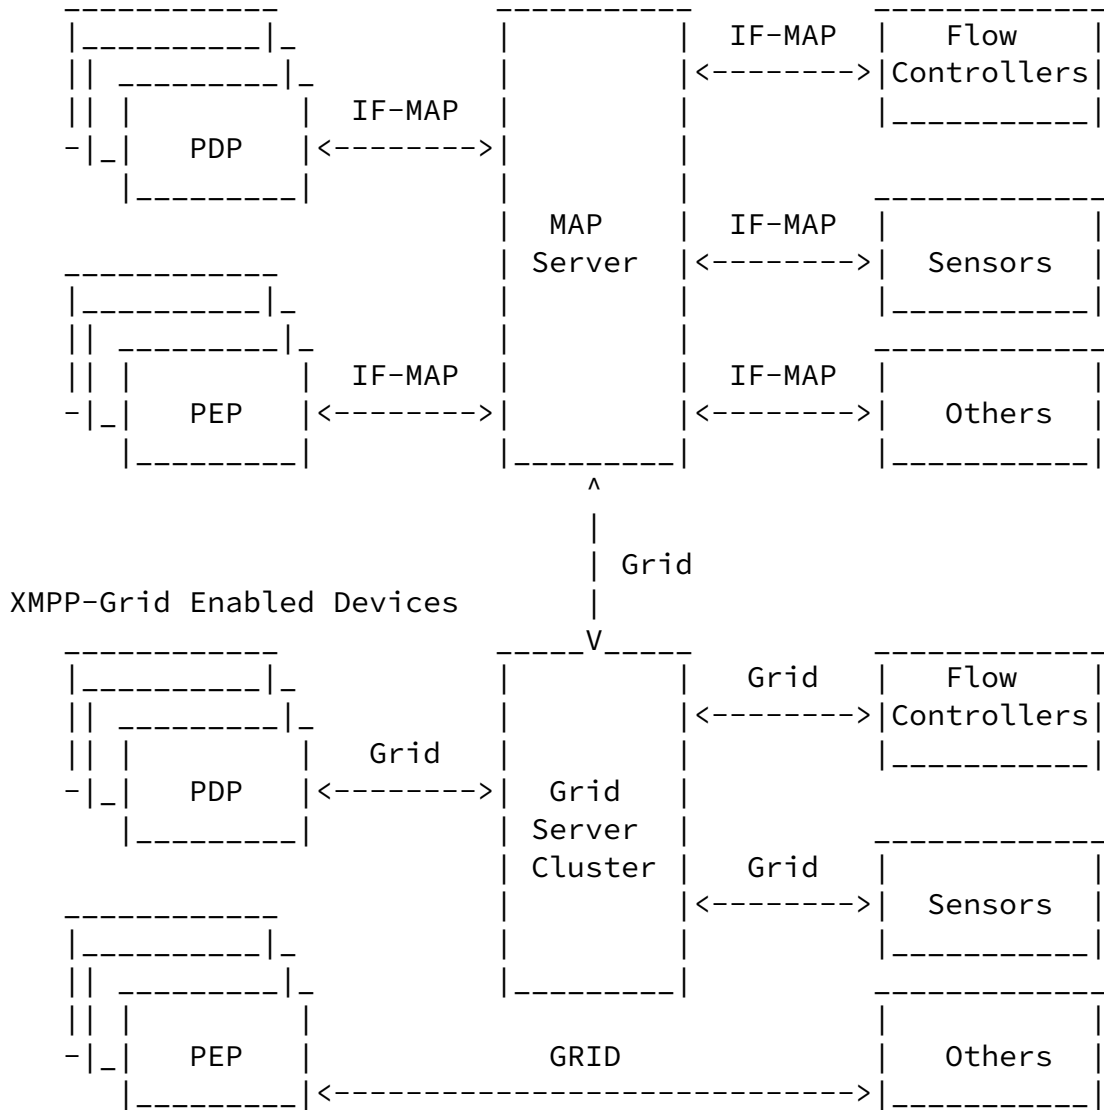 IF-MAP Flow
Controllers
IF-MAP
PDP
MAP IF-MAP
Server Sensors
IF-MAP IF-MAP
PEP Others
Grid
XMPP-Grid Enabled Devices
Grid Flow
Controllers
Grid
PDP Grid
Server
Cluster Grid
Sensors
PEP GRID Others